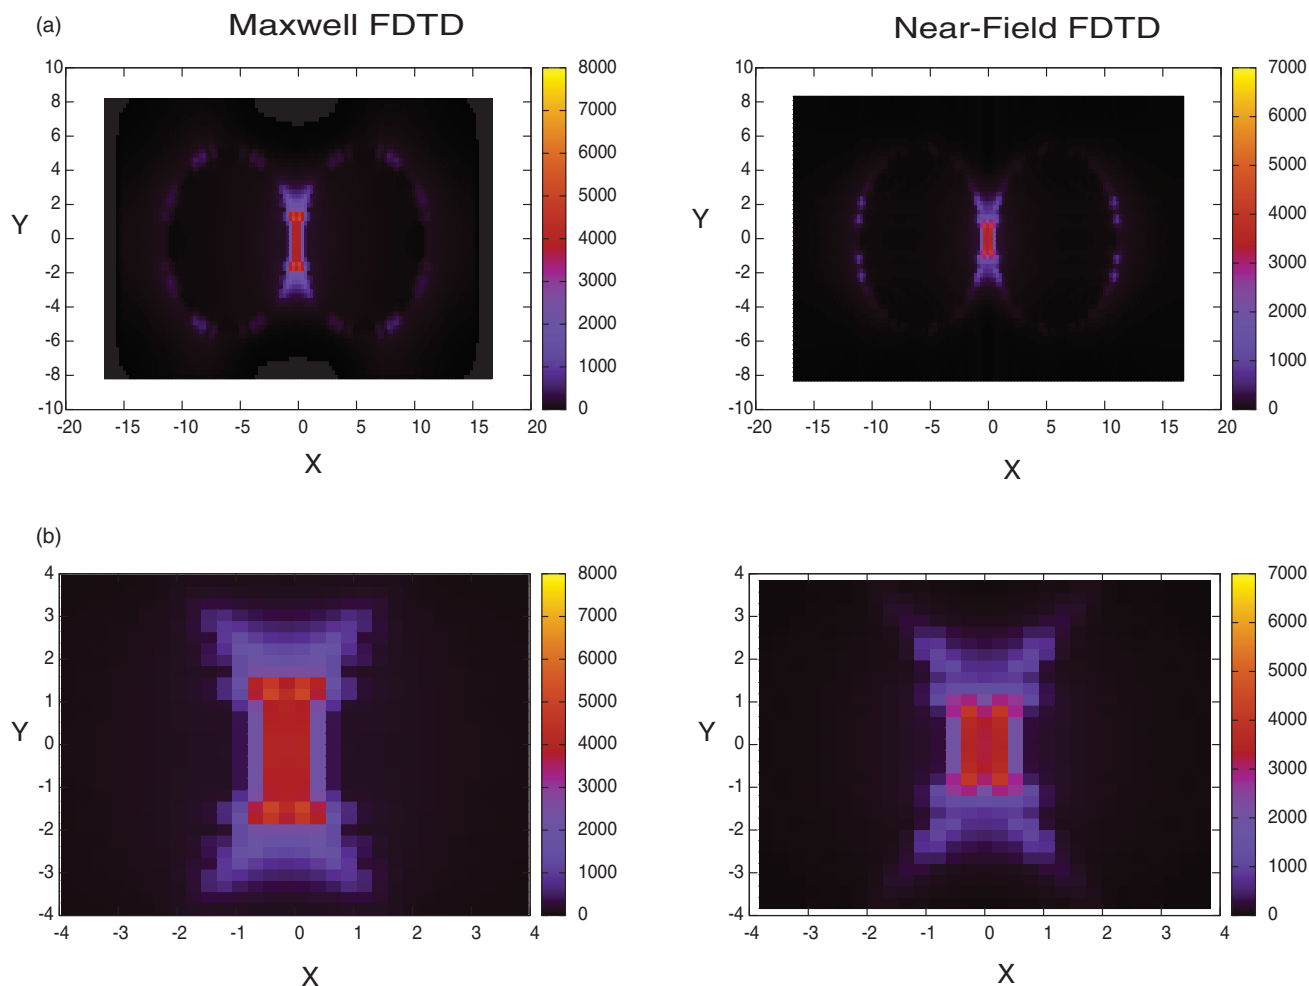 (a) Maxwell FDTD Near-Field FDTD
10 8 6 4 2 0 -2 -4 -6 -8 -10
Y
-20 -15 -10 -5 0 5 10 15 20
X
8000 7000 6000 5000 4000 3000 2000 1000 0
10 8 6 4 2 0 -2 -4 -6 -8 -10
Y
-20 -15 -10 -5 0 5 10 15 20
X
7000 6000 5000 4000 3000 2000 1000 0
(b)
4 3 2 1 0 -1 -2 -3 -4
Y
-4 -3 -2 -1 0 1 2 3 4
X
8000 7000 6000 5000 4000 3000 2000 1000 0
4 3 2 1 0 -1 -2 -3 -4
Y
-4 -3 -2 -1 0 1 2 3 4
X
7000 6000 5000 4000 3000 2000 1000 0